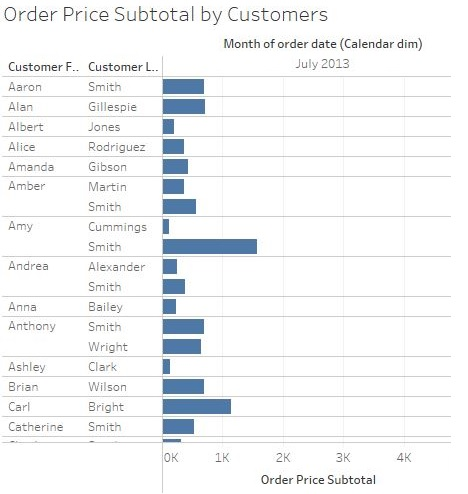 Order Price Subtotal by Customers
Month of order date (Calendar dim)
Customer F.. Customer L.. July 2013
Aaron Smith
Alan Gillespie
Albert Jones
Alice Rodriguez
Amanda Gibson
Amber Martin
Smith
Amy Cummings
Smith
Andrea Alexander
Smith
Anna Bailey
Anthony Smith
Wright
Ashley Clark
Brian Wilson
Carl Bright
Catherine Smith
0K 1K 2K 3K 4K
Order Price Subtotal